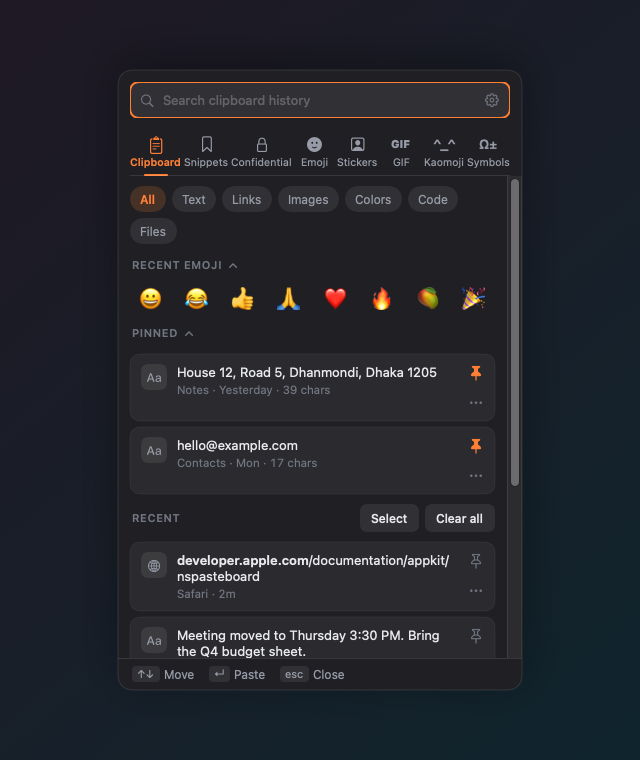 Search clipboard history
Clipboard Snippets Confidential Emoji Stickers GIF GIF Kaomoji ^_^ Symbols Ω±
All Text Links Images Colors Code
Files
RECENT EMOJI
😀 😂 👍 🙏 ❤️ 🔥 🥭 🎉
PINNED
Aa House 12, Road 5, Dhanmondi, Dhaka 1205
Notes · Yesterday · 39 chars
Aa hello@example.com
Contacts · Mon · 17 chars
RECENT Select Clear all
developer.apple.com/documentation/appkit/
nspasteboard
Safari · 2m
Aa Meeting moved to Thursday 3:30 PM. Bring
the Q4 budget sheet.
↑↓ Move ↵ Paste esc Close